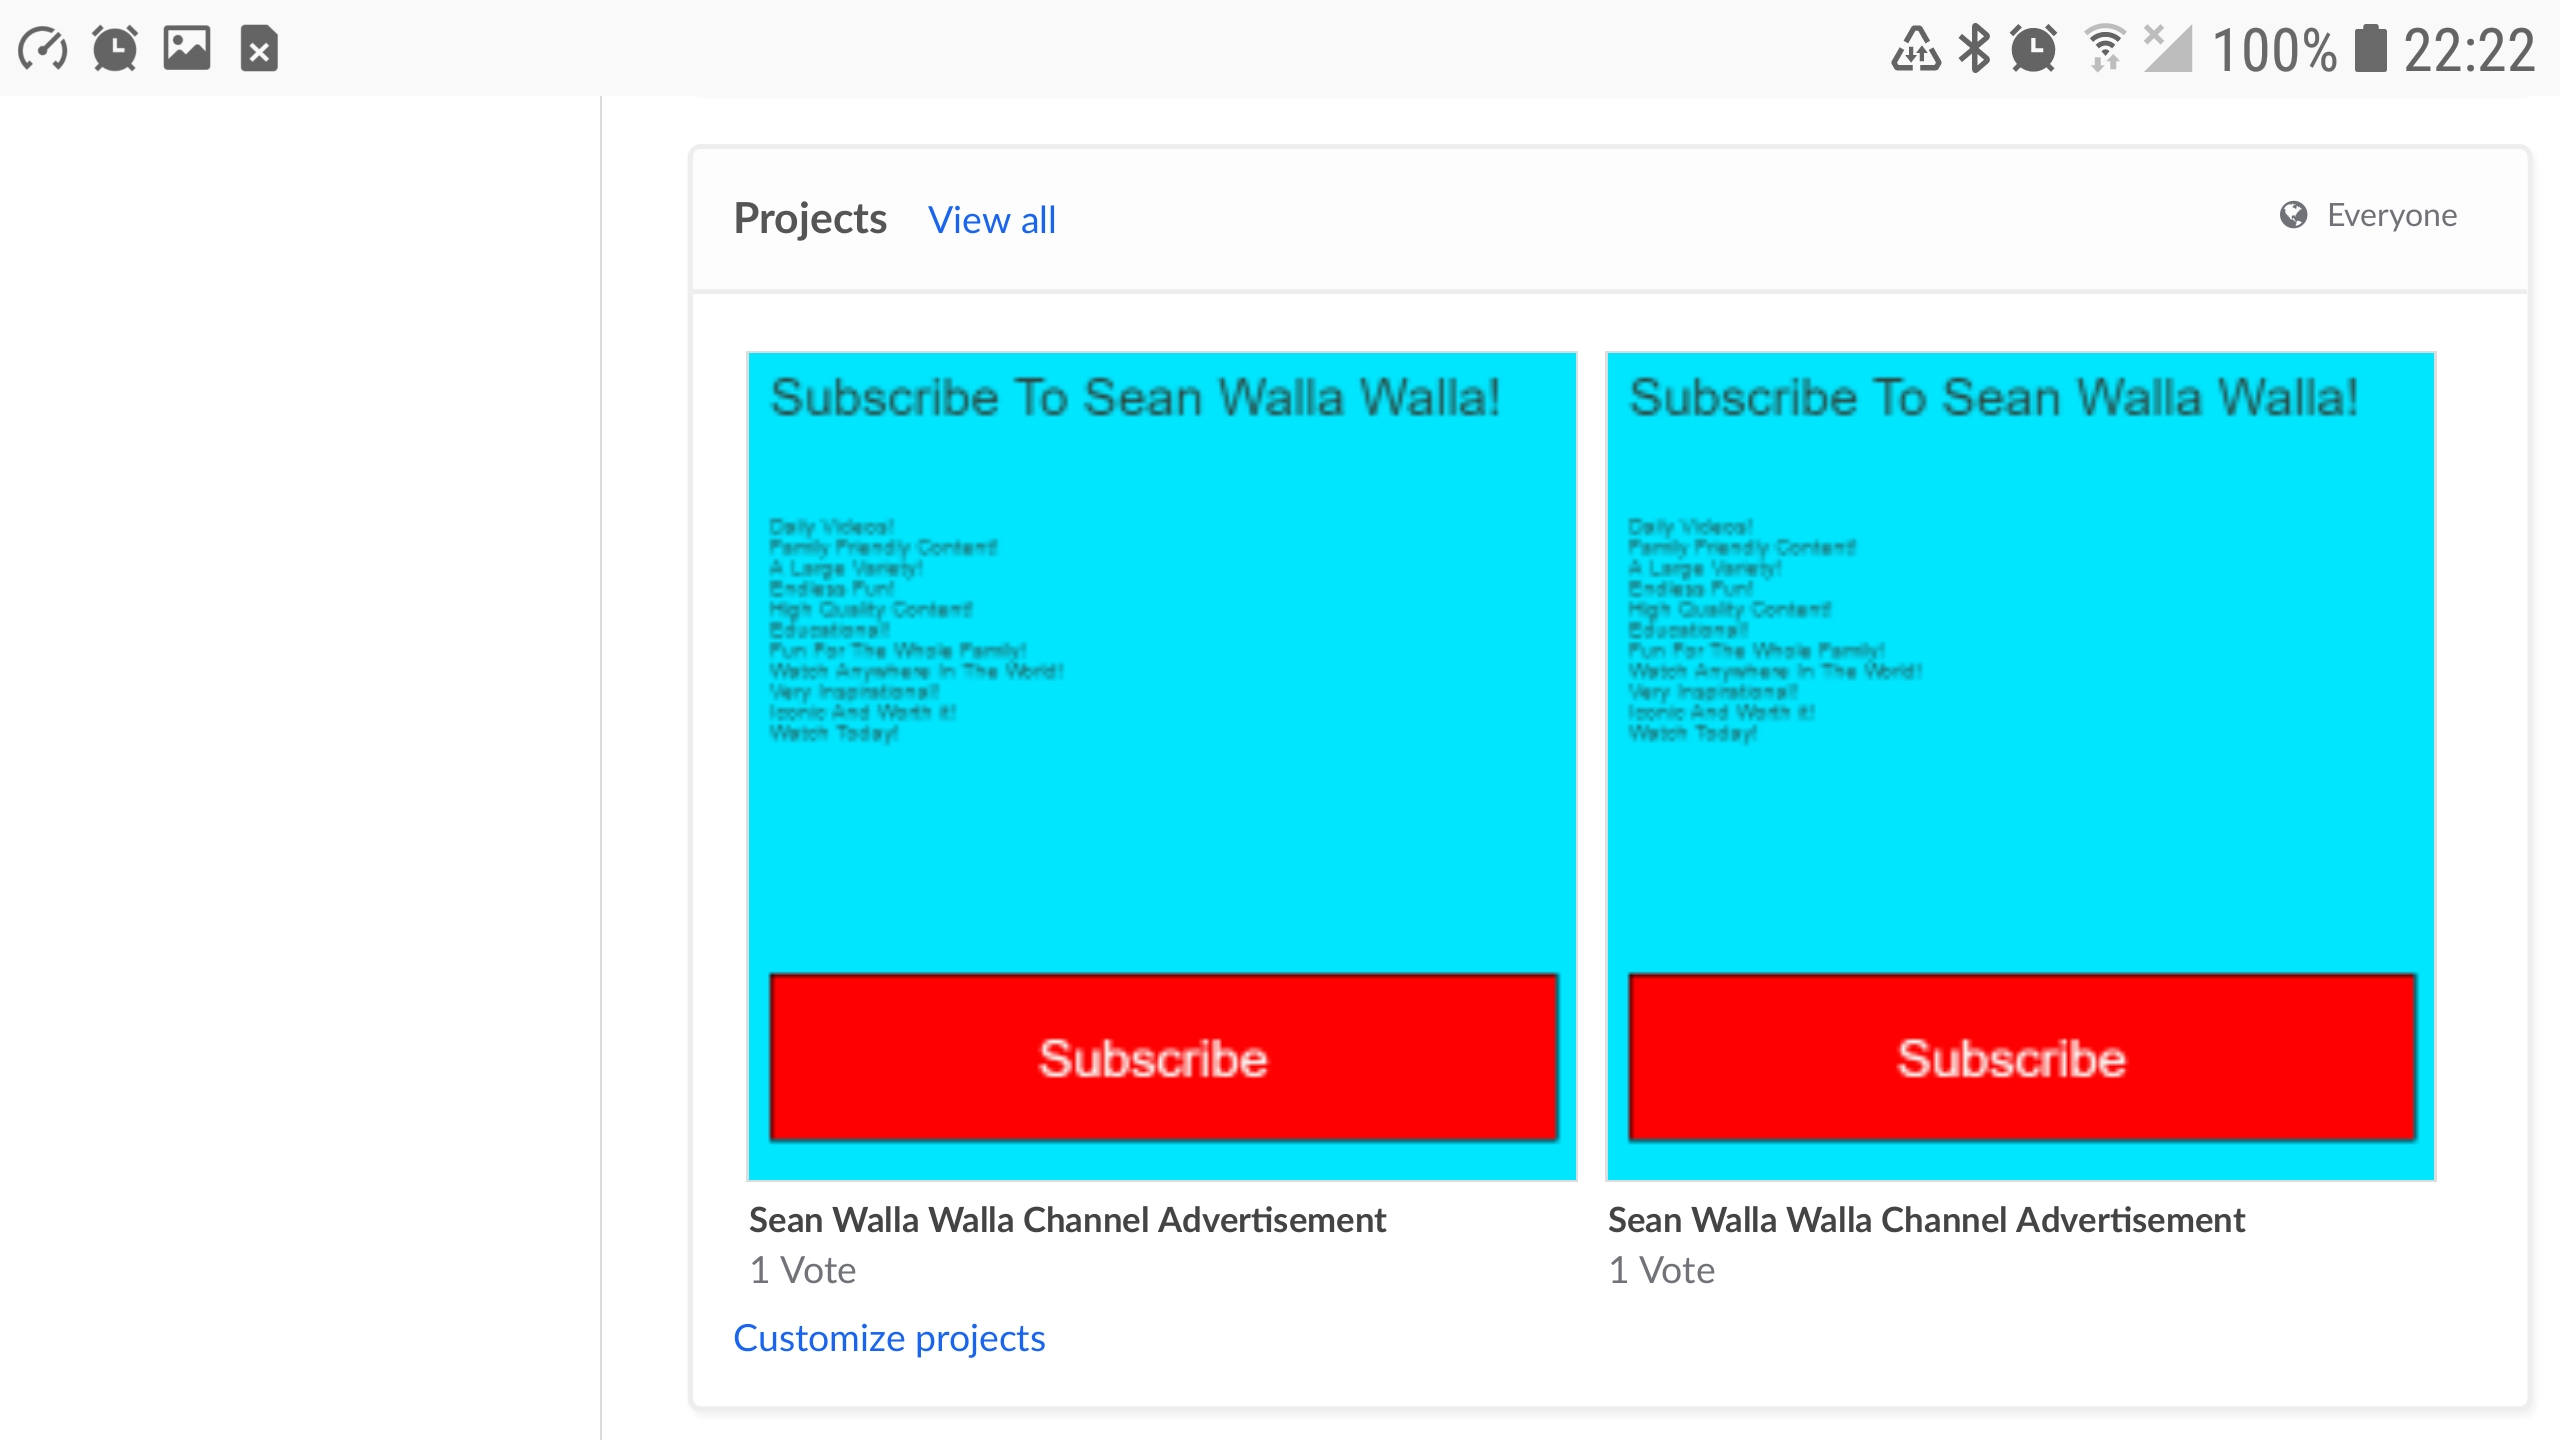 100% 22:22
Projects View all
Everyone
Subscribe To Sean Walla Walla!
Daily Videos!
Family Friendly Content!
A Large Variety!
Endless Fun!
High Quality Content!
Educational!
Fun For The Whole Family!
Watch Anywhere In The World!
Very Inspirational!
Iconic And Worth It!
Watch Today!
Subscribe
Sean Walla Walla Channel Advertisement
1 Vote
Subscribe To Sean Walla Walla!
Daily Videos!
Family Friendly Content!
A Large Variety!
Endless Fun!
High Quality Content!
Educational!
Fun For The Whole Family!
Watch Anywhere In The World!
Very Inspirational!
Iconic And Worth It!
Watch Today!
Subscribe
Sean Walla Walla Channel Advertisement
1 Vote
Customize projects